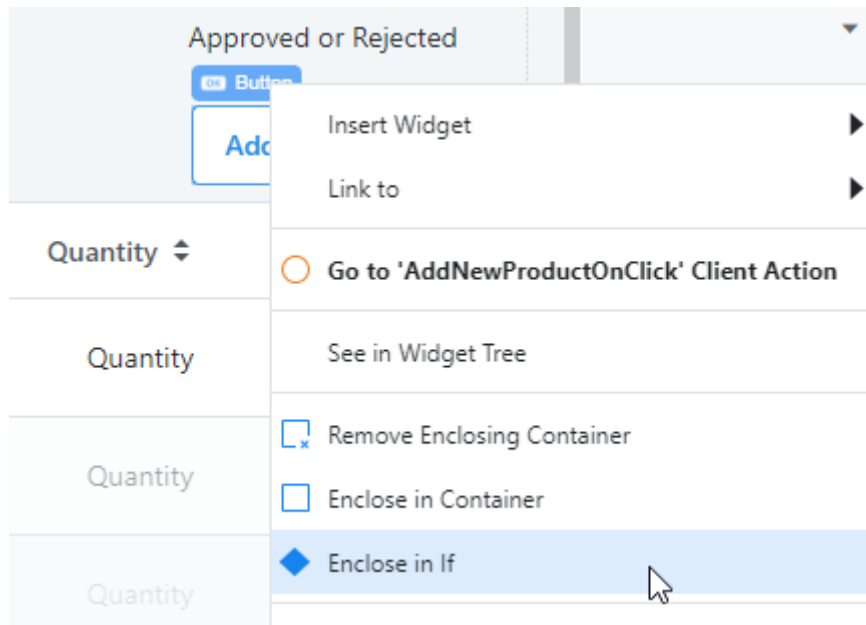 Approved or Rejected
Button
Add
Insert Widget
Link to
Quantity
Go to 'AddNewProductOnClick' Client Action
Quantity
See in Widget Tree
Remove Enclosing Container
Quantity
Enclose in Container
Enclose in If
Quantity